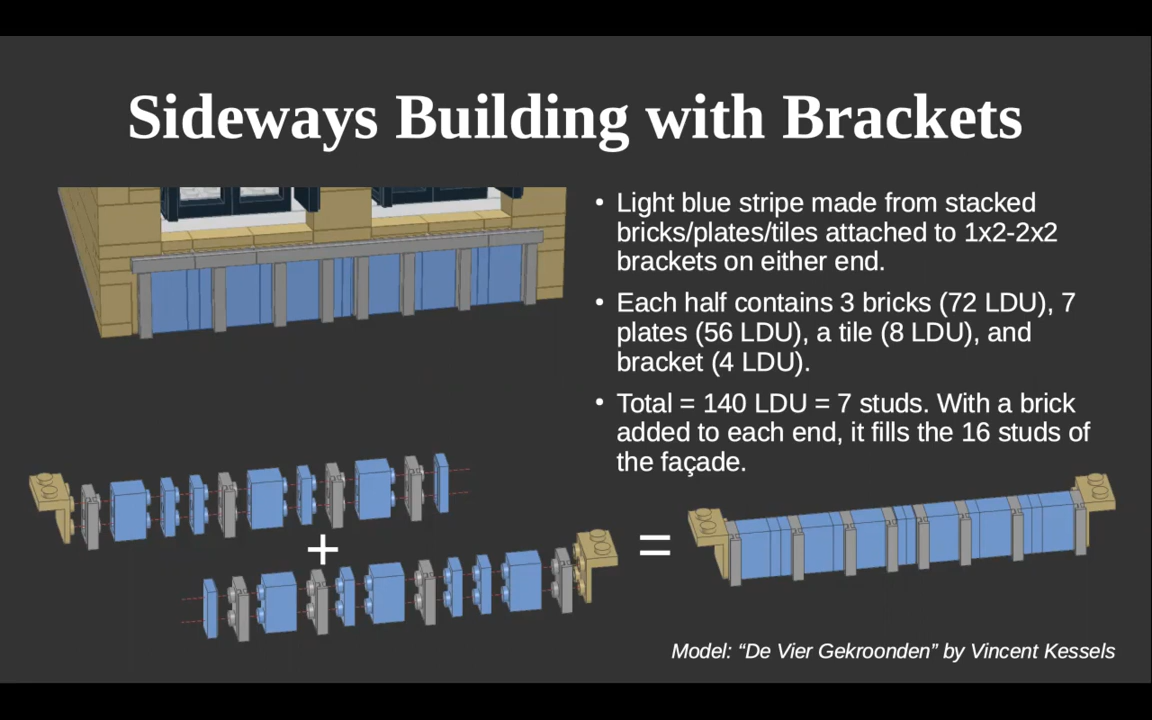 Sideways Building with Brackets
• Light blue stripe made from stacked
bricks/plates/tiles attached to 1x2-2x2
brackets on either end.
• Each half contains 3 bricks (72 LDU), 7
plates (56 LDU), a tile (8 LDU), and
bracket (4 LDU).
• Total = 140 LDU = 7 studs. With a brick
added to each end, it fills the 16 studs of
the façade.
+
=
Model: “De Vier Gekroonden” by Vincent Kessels